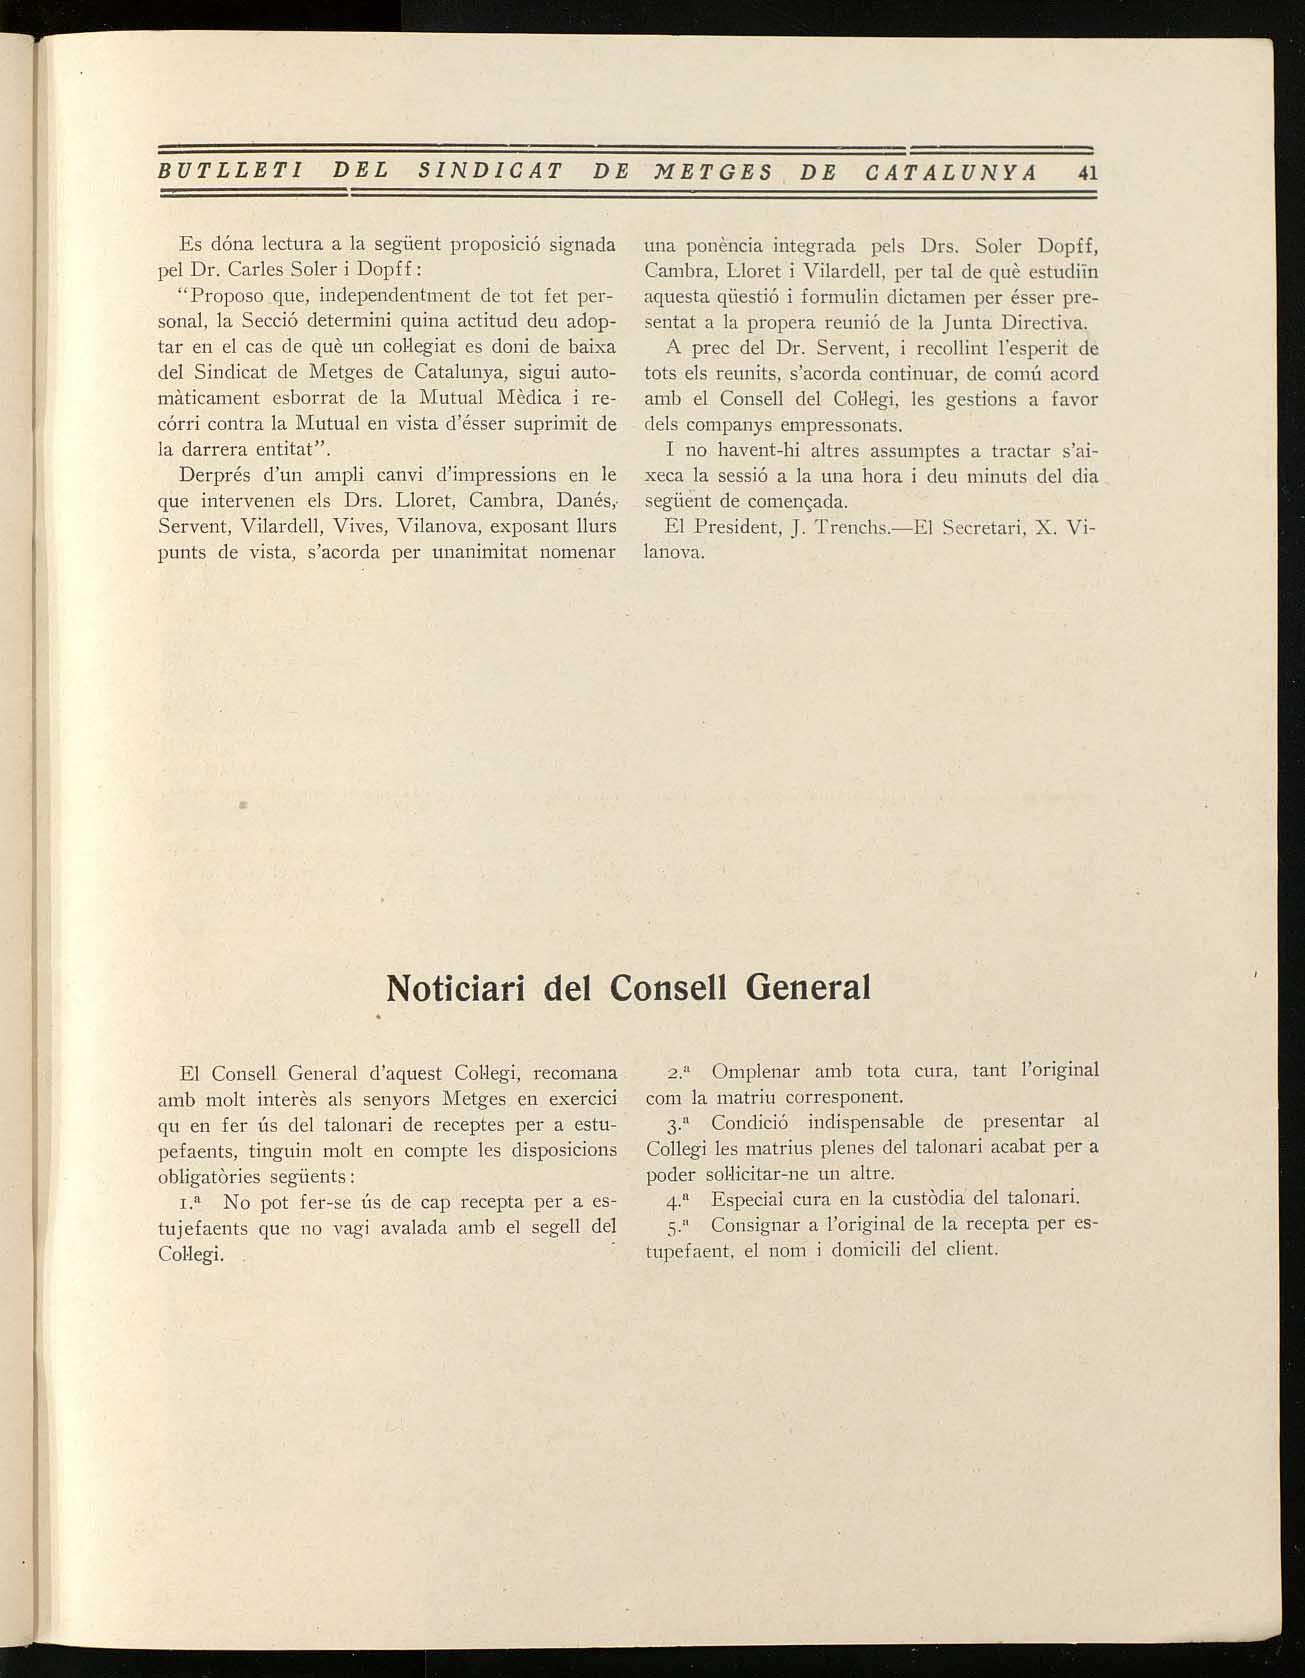 BUTLLETI DEL SINDICAT DE METGES DE CATALUNYA 41
Es dóna lectura a la següent proposició signada
pel Dr. Carles Soler i Dopff:
“Proposo que, independentment de tot fet per-
sonal, la Secció determini quina actitud deu adop-
tar en el cas de què un col·legiat es doni de baixa
del Sindicat de Metges de Catalunya, sigui auto-
màticament esborrat de la Mutual Mèdica i re-
córri contra la Mutual en vista d’ésser suprimit de
la darrera entitat”.
Derprés d’un ampli canvi d’impressions en le
que intervenen els Drs. Lloret, Cambra, Danés,
Servent, Vilardell, Vives, Vilanova, exposant llurs
punts de vista, s’acorda per unanimitat nomenar
una ponència integrada pels Drs. Soler Dopff,
Cambra, Lloret i Vilardell, per tal de què estudiïn
aquesta qüestió i formulin dictamen per ésser pre-
sentat a la propera reunió de la Junta Directiva.
A prec del Dr. Servent, i recollint l’esperit de
tots els reunits, s’acorda continuar, de comú acord
amb el Consell del Col·legi, les gestions a favor
dels companys empressonats.
I no havent-hi altres assumptes a tractar s’ai-
xeca la sessió a la una hora i deu minuts del dia
següent de començada.
El President, J. Trenchs.—El Secretari, X. Vi-
lanova.
Noticiari del Consell General
El Consell General d’aquest Col·legi, recomana
amb molt interès als senyors Metges en exercici
qu en fer ús del talonari de receptes per a estu-
pefaents, tinguin molt en compte les disposicions
obligatòries següents:
1.ª No pot fer-se ús de cap recepta per a es-
tujefaents que no vagi avalada amb el segell del
Col·legi.
2.ª Omplenar amb tota cura, tant l’original
com la matriu corresponent.
3.ª Condició indispensable de presentar al
Collegi les matrius plenes del talonari acabat per a
poder sol·licitar-ne un altre.
4.ª Especial cura en la custòdia del talonari.
5.ª Consignar a l’original de la recepta per es-
tupefaent, el nom i domicili del client.